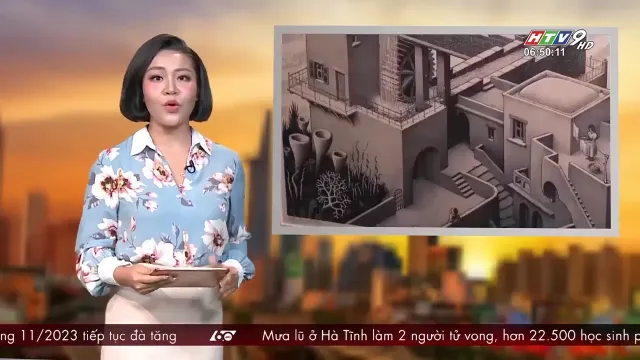 HTV9 HD
06:50:11
ng 11/2023 tiếp tục đà tăng 60 Mưa lũ ở Hà Tĩnh làm 2 người tử vong, hơn 22.500 học sinh p